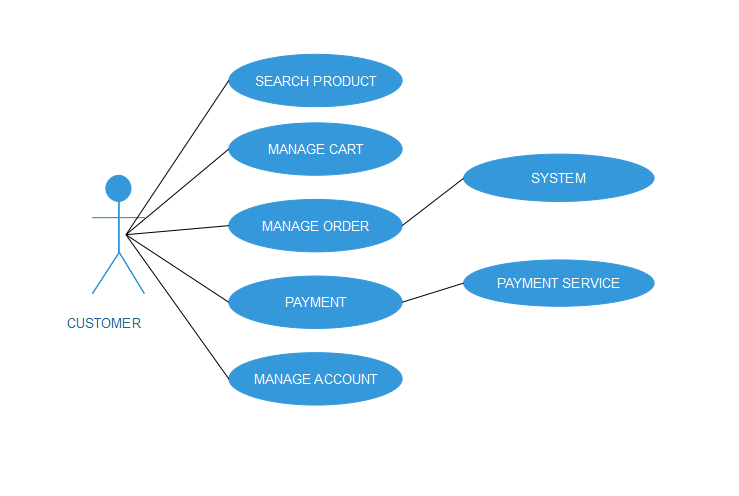 SEARCH PRODUCT
MANAGE CART
SYSTEM
MANAGE ORDER
PAYMENT SERVICE
PAYMENT
CUSTOMER
MANAGE ACCOUNT